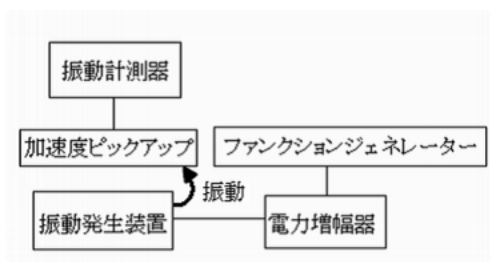 振動計測器
加速度ピックアップ
ファンクションジェネレーター
振動
振動発生装置
電力増幅器